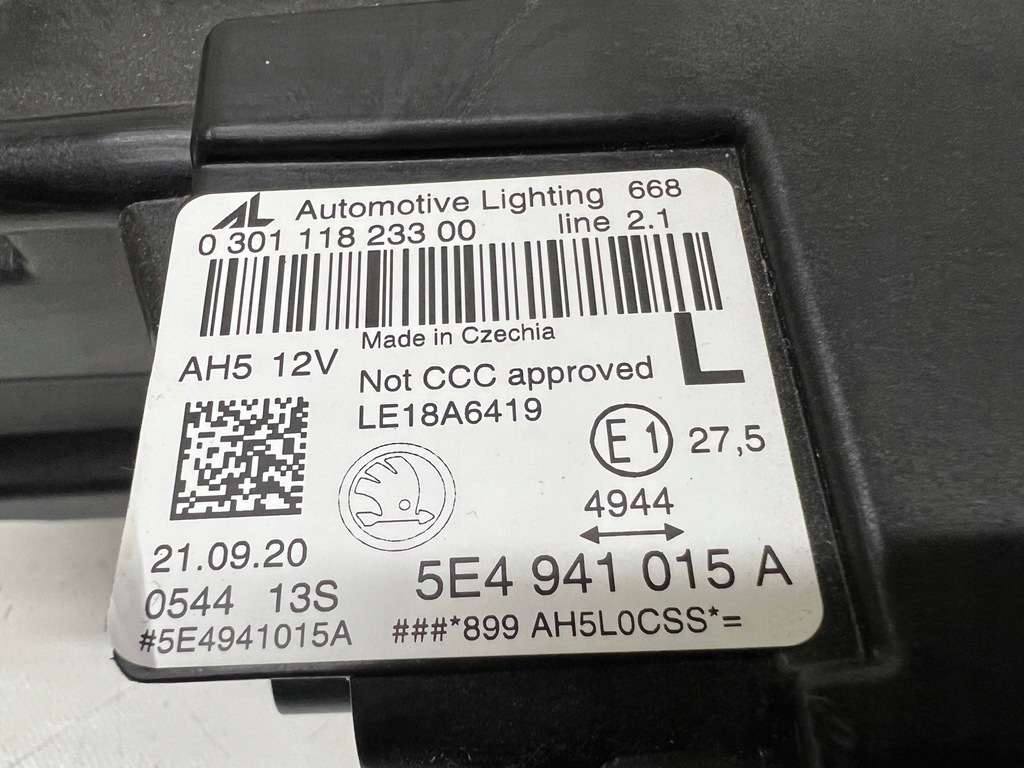 AL Automotive Lighting 668
0 301 118 233 00 line 2.1
Made in Czechia
L
AH5 12V
Not CCC approved
LE18A6419
E1 27,5
4944
21.09.20
5E4 941 015 A
0544 13S
#5E4941015A ###*899 AH5L0CSS*=